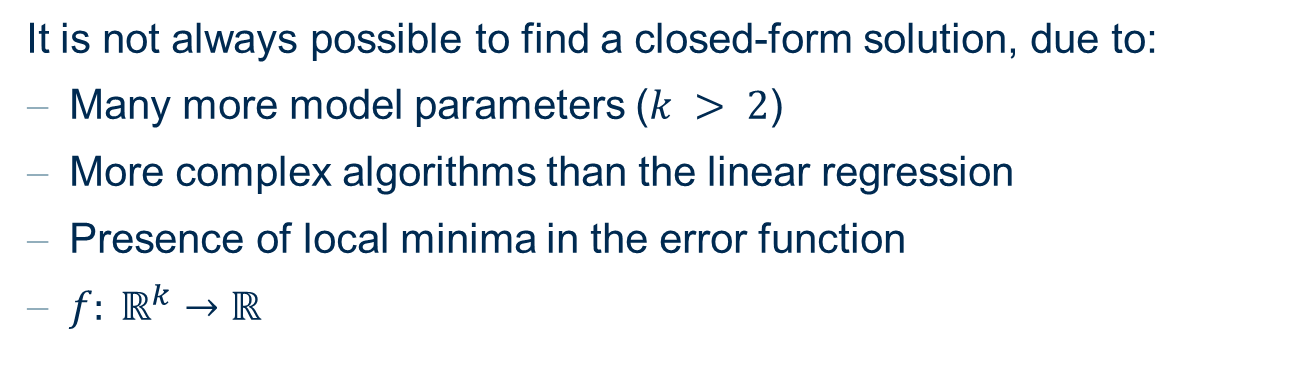 It is not always possible to find a closed-form solution, due to:
– Many more model parameters (k > 2)
– More complex algorithms than the linear regression
– Presence of local minima in the error function
– f: ℝᵏ → ℝ